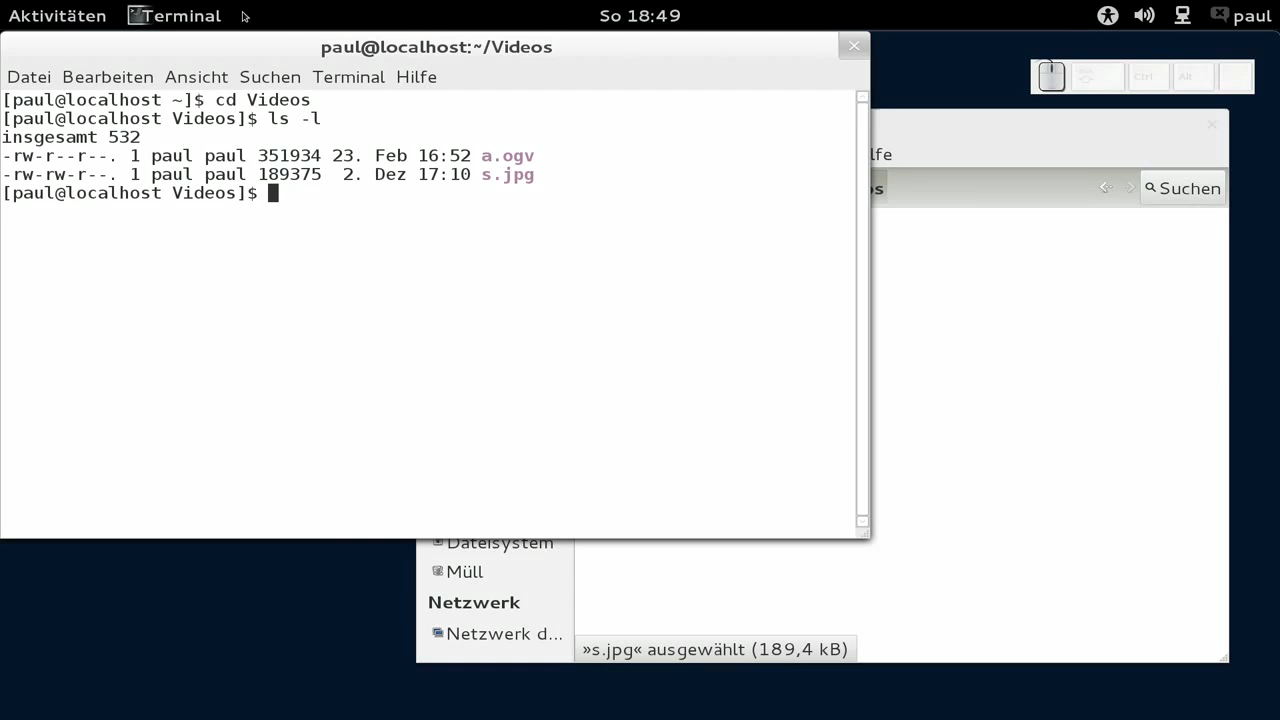 Aktivitäten Terminal So 18:49 paul
paul@localhost:~/Videos
Datei Bearbeiten Ansicht Suchen Terminal Hilfe
[paul@localhost ~]$ cd Videos
[paul@localhost Videos]$ ls -l
insgesamt 532
-rw-r--r--. 1 paul paul 351934 23. Feb 16:52 a.ogv
-rw-rw-r--. 1 paul paul 189375  2. Dez 17:10 s.jpg
[paul@localhost Videos]$
Ctrl Alt
lfe
os Suchen
Dateisystem
Müll
Netzwerk
Netzwerk d...
»s.jpg« ausgewählt (189,4 kB)